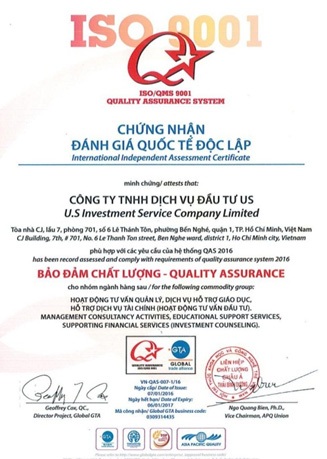 ISO 9001
ISO/QMS 9001
QUALITY ASSURANCE SYSTEM
CHỨNG NHẬN
ĐÁNH GIÁ QUỐC TẾ ĐỘC LẬP
International Independent Assessment Certificate
minh chứng/ attests that:
CÔNG TY TNHH DỊCH VỤ ĐẦU TƯ US
U.S Investment Service Company Limited
Tòa nhà CJ, lầu 7, phòng 701, số 6 Lê Thánh Tôn, phường Bến Nghé, quận 1, TP. Hồ Chí Minh, Việt Nam
CJ Building, 7th, # 701, No. 6 Le Thanh Ton street, Ben Nghe ward, district 1, Ho Chi Minh city, Vietnam
phù hợp với các yêu cầu của hệ thống QAS 2016
has been record assessed and comply with requirements of quality assurance system 2016
BẢO ĐẢM CHẤT LƯỢNG - QUALITY ASSURANCE
cho nhóm ngành hàng sau / for the following commodity group:
HOẠT ĐỘNG TƯ VẤN QUẢN LÝ, DỊCH VỤ HỖ TRỢ GIÁO DỤC,
HỖ TRỢ DỊCH VỤ TÀI CHÍNH (HOẠT ĐỘNG TƯ VẤN ĐẦU TƯ).
MANAGEMENT CONSULTANCY ACTIVITIES, EDUCATIONAL SUPPORT SERVICES,
SUPPORTING FINANCIAL SERVICES (INVESTMENT COUNSELING).
QUALITY ASSURANCE
GTA
GLOBAL
trade alliance
LIÊN HIỆP
CHẤT LƯỢNG
CHÂU Á
THÁI BÌNH DƯƠNG
Geoffrey Cox, QC.,
Director Project, Global GTA
VN-QAS-007-1/16
Ngày cấp/ Date of Issue:
07/01/2016
Ngày hết hạn/ Date of Expiry:
06/01/2017
Mã công nhận/ Global GTA business code:
0309314435
Nga Quang Bien, Ph.D.,
Vice Chairman, APQ Union
GTA
ASIA PACIFIC QUALITY